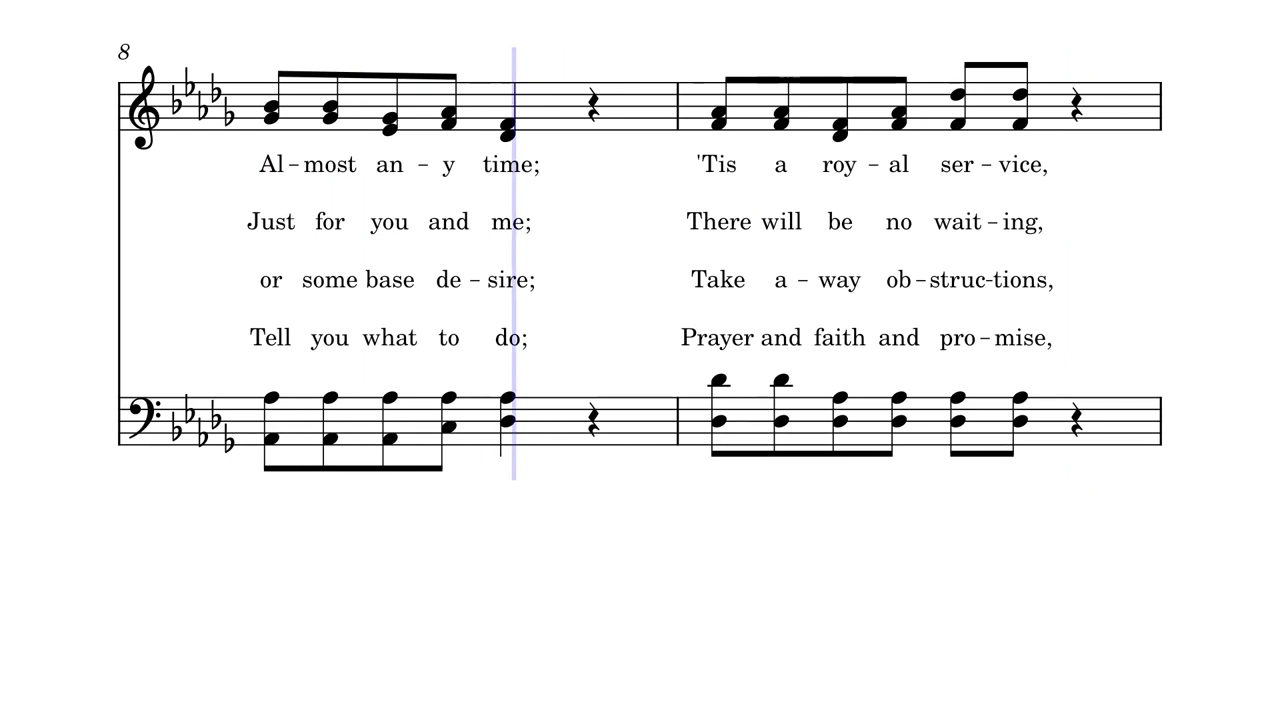 8
Al – most an – y time; 'Tis a roy – al ser – vice,
Just for you and me; There will be no wait – ing,
or some base de – sire; Take a – way ob – struc-tions,
Tell you what to do; Prayer and faith and pro – mise,